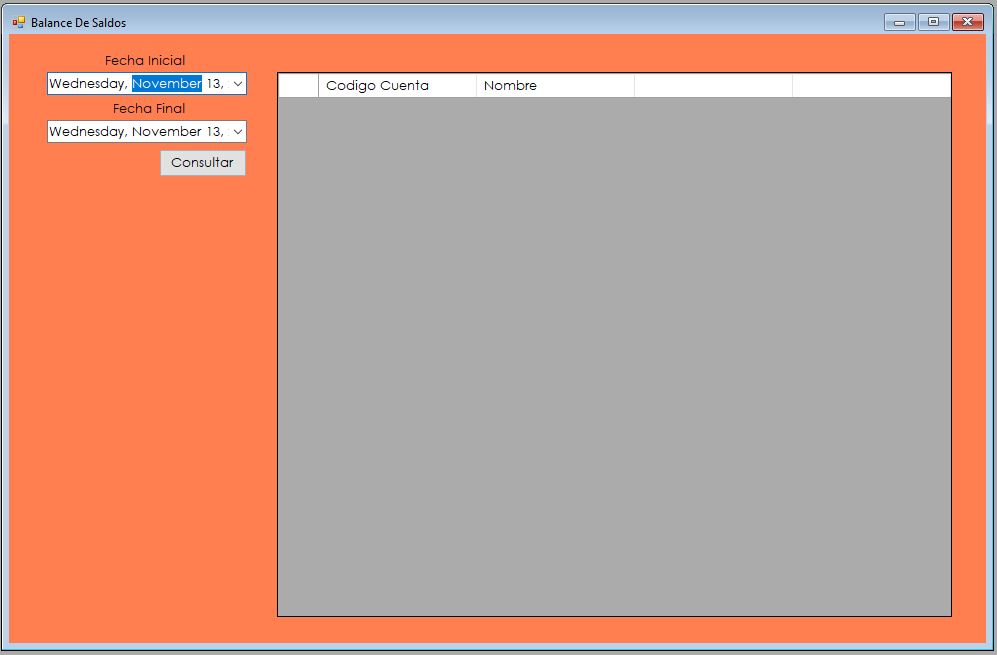 Balance De Saldos
Fecha Inicial
Wednesday, November 13,
Fecha Final
Wednesday, November 13,
Consultar
Codigo Cuenta Nombre